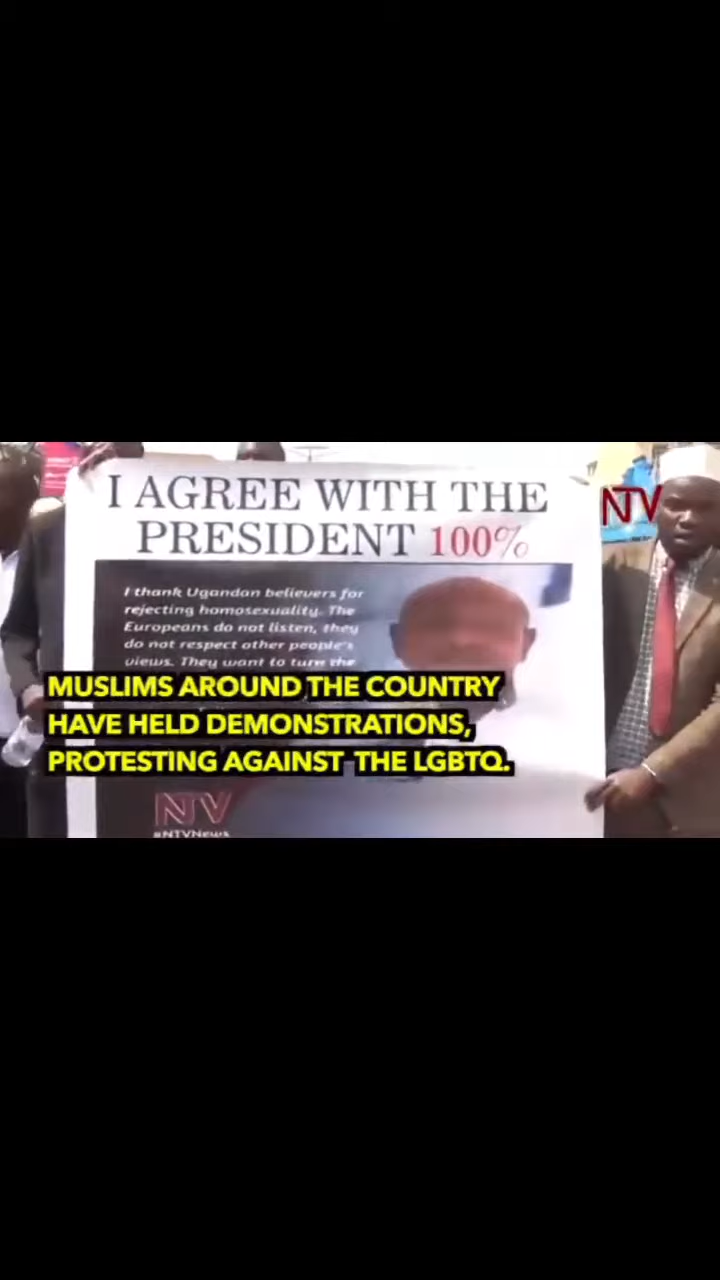 I AGREE WITH THE
PRESIDENT 100%
NTV
I thank Ugandan believers for
rejecting homosexuality. The
Europeans do not listen, they
do not respect other people's
views. They want to turn the
MUSLIMS AROUND THE COUNTRY
HAVE HELD DEMONSTRATIONS,
PROTESTING AGAINST THE LGBTQ.
NTV
#NTVNews